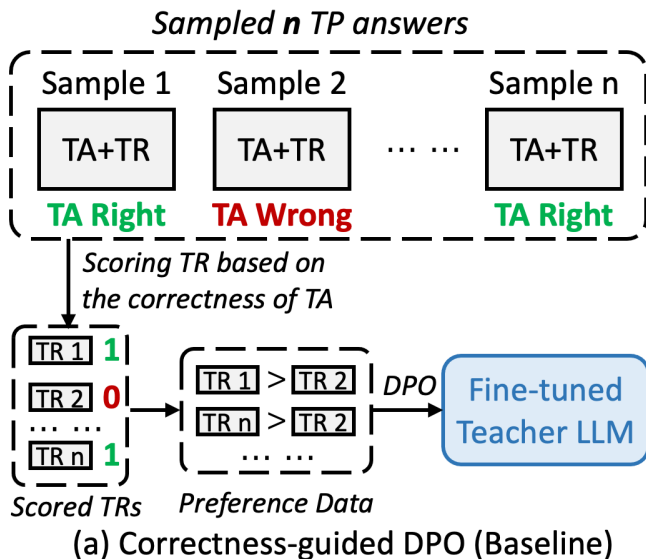 Sampled n TP answers
Sample 1 Sample 2 Sample n
TA+TR TA+TR ... ... TA+TR
TA Right TA Wrong TA Right
Scoring TR based on
the correctness of TA
TR 1 1
TR 2 0
... ...
TR n 1
Scored TRs
TR 1 > TR 2
TR n > TR 2
... ...
Preference Data
DPO
Fine-tuned
Teacher LLM
(a) Correctness-guided DPO (Baseline)